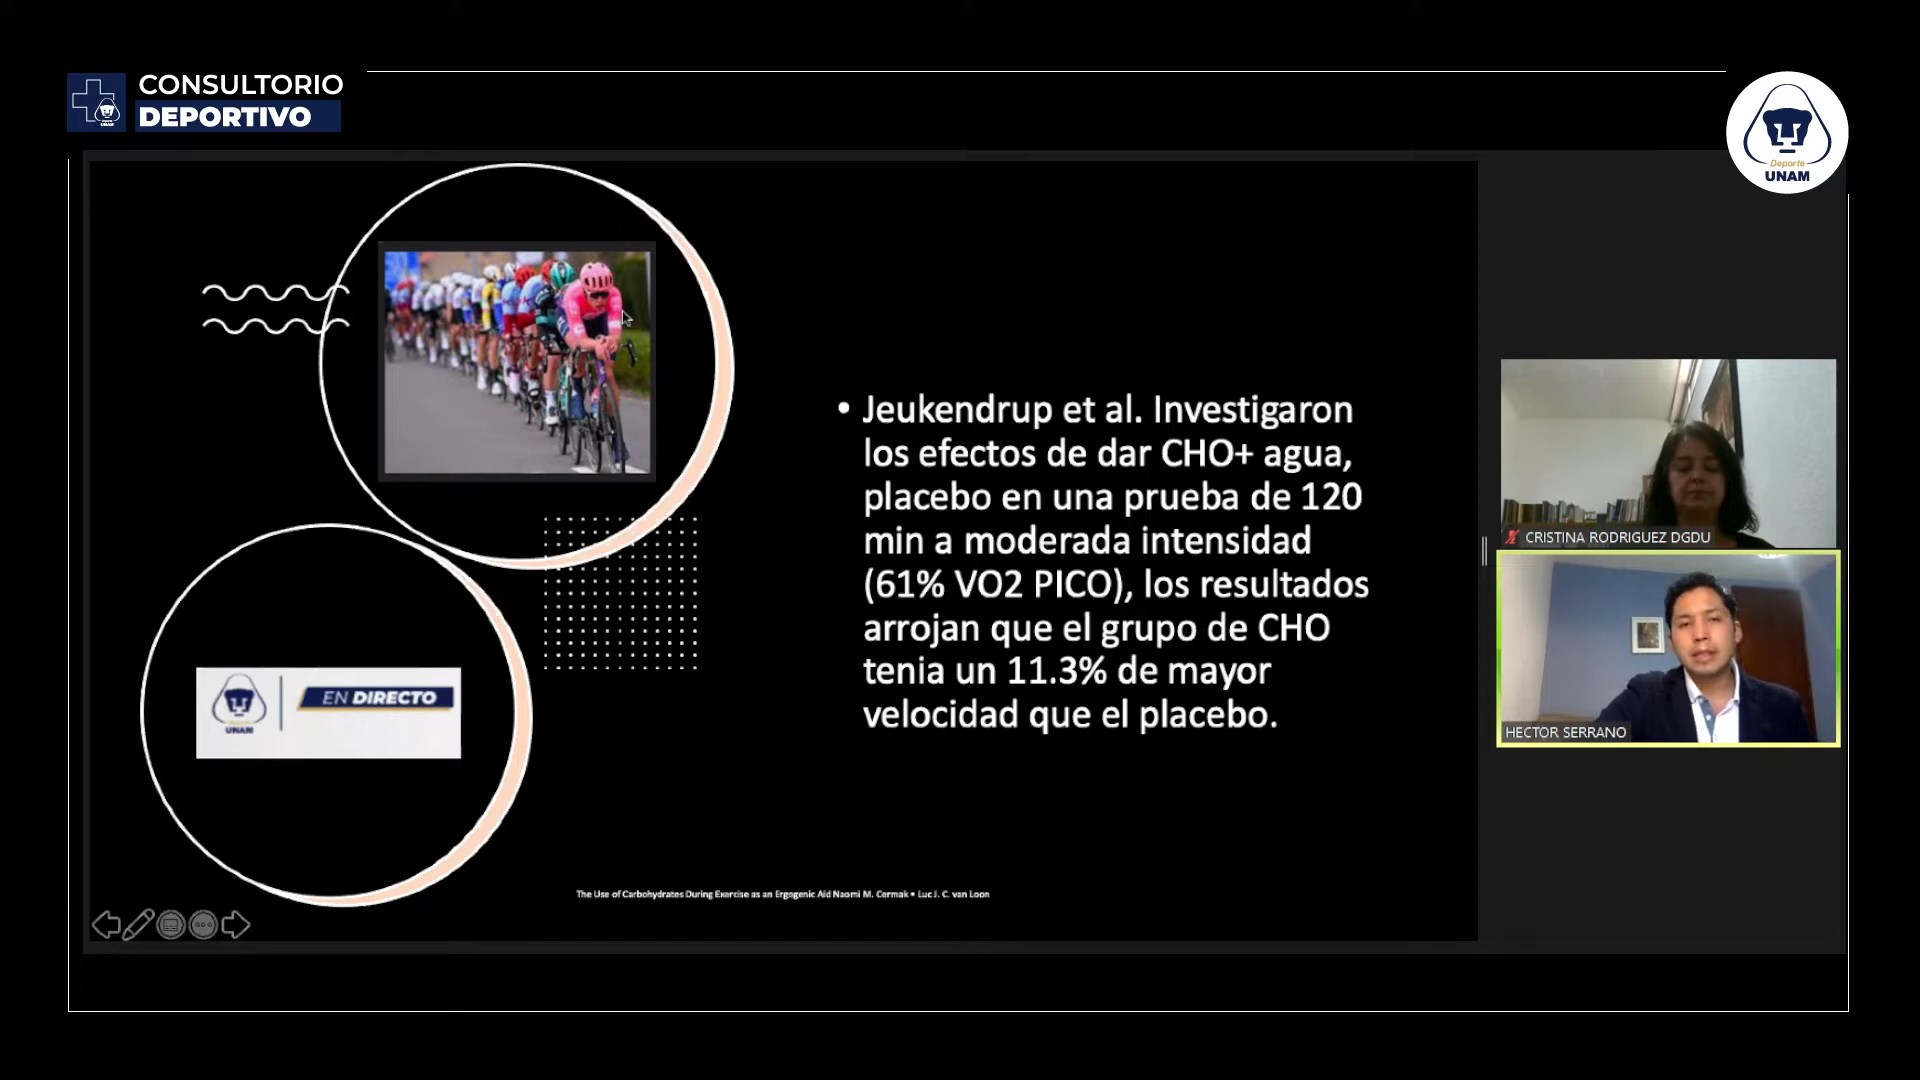 CONSULTORIO
DEPORTIVO
Deporte
UNAM
• Jeukendrup et al. Investigaron
los efectos de dar CHO+ agua,
placebo en una prueba de 120
min a moderada intensidad
(61% VO2 PICO), los resultados
arrojan que el grupo de CHO
tenia un 11.3% de mayor
velocidad que el placebo.
CRISTINA RODRIGUEZ DGDU
HECTOR SERRANO
Deporte
UNAM
EN DIRECTO
The Use of Carbohydrates During Exercise as an Ergogenic Aid Naomi M. Cermak • Luc J. C. van Loon